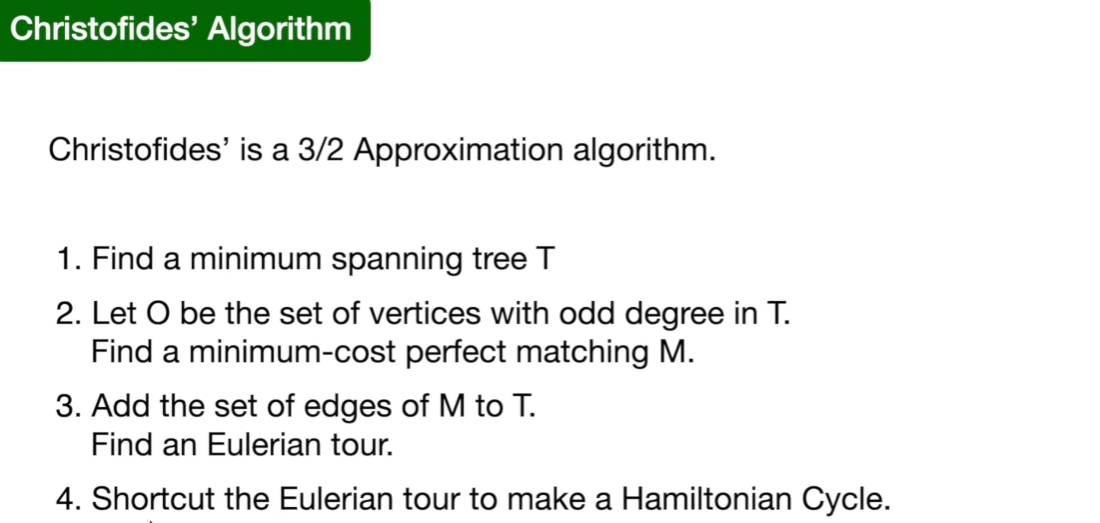 Christofides’ Algorithm
Christofides’ is a 3/2 Approximation algorithm.
1. Find a minimum spanning tree T
2. Let O be the set of vertices with odd degree in T.
Find a minimum-cost perfect matching M.
3. Add the set of edges of M to T.
Find an Eulerian tour.
4. Shortcut the Eulerian tour to make a Hamiltonian Cycle.